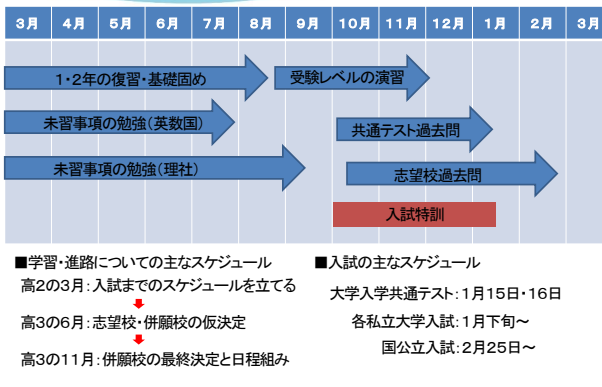 3月 4月 5月 6月 7月 8月 9月 10月 11月 12月 1月 2月 3月
1・2年の復習・基礎固め
受験レベルの演習
未習事項の勉強(英数国)
共通テスト過去問
未習事項の勉強(理社)
志望校過去問
入試特訓
■学習・進路についての主なスケジュール
高2の3月:入試までのスケジュールを立てる
高3の6月:志望校・併願校の仮決定
高3の11月:併願校の最終決定と日程組み
■入試の主なスケジュール
大学入学共通テスト:1月15日・16日
各私立大学入試:1月下旬～
国公立入試:2月25日～